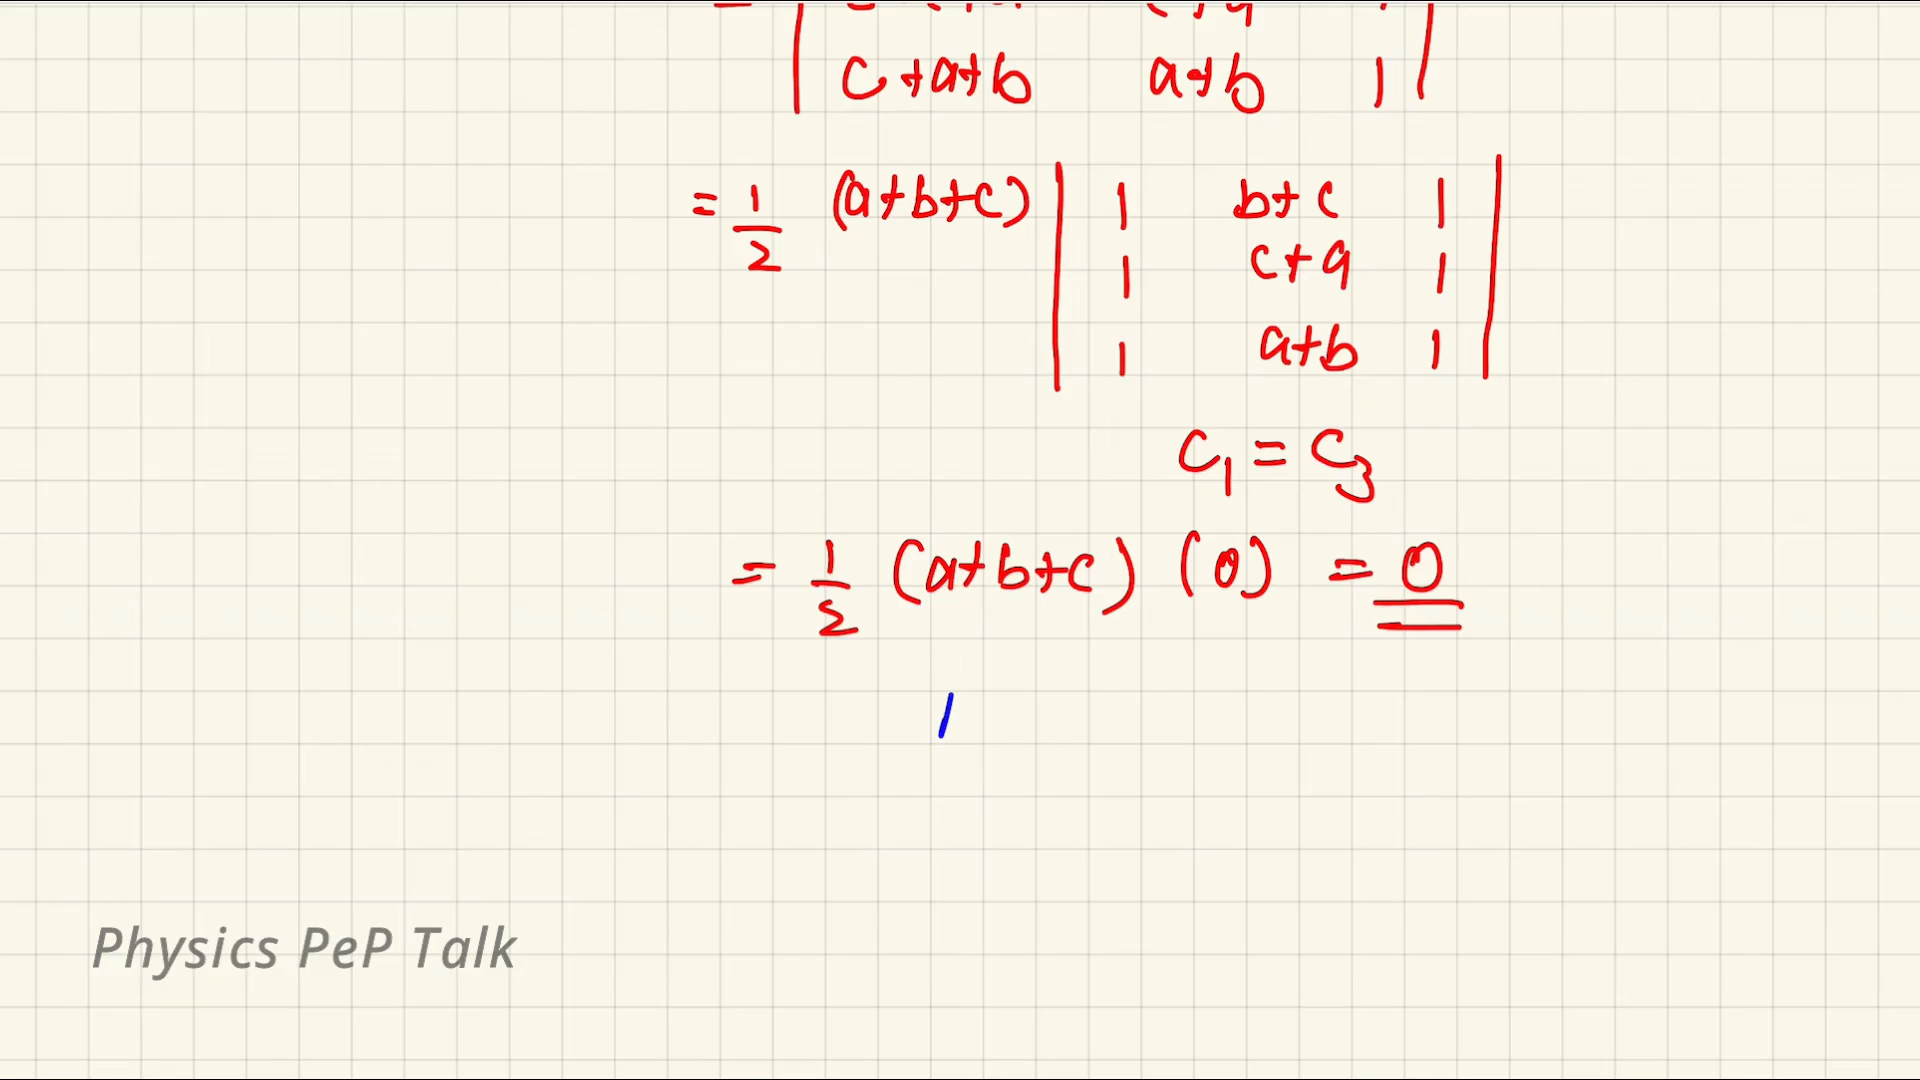 | c+a+b a+b 1 |
= 1/2 (a+b+c) | 1 b+c 1 |
| 1 c+a 1 |
| 1 a+b 1 |
C₁ = C₃
= 1/2 (a+b+c) (0) = 0
Physics PeP Talk